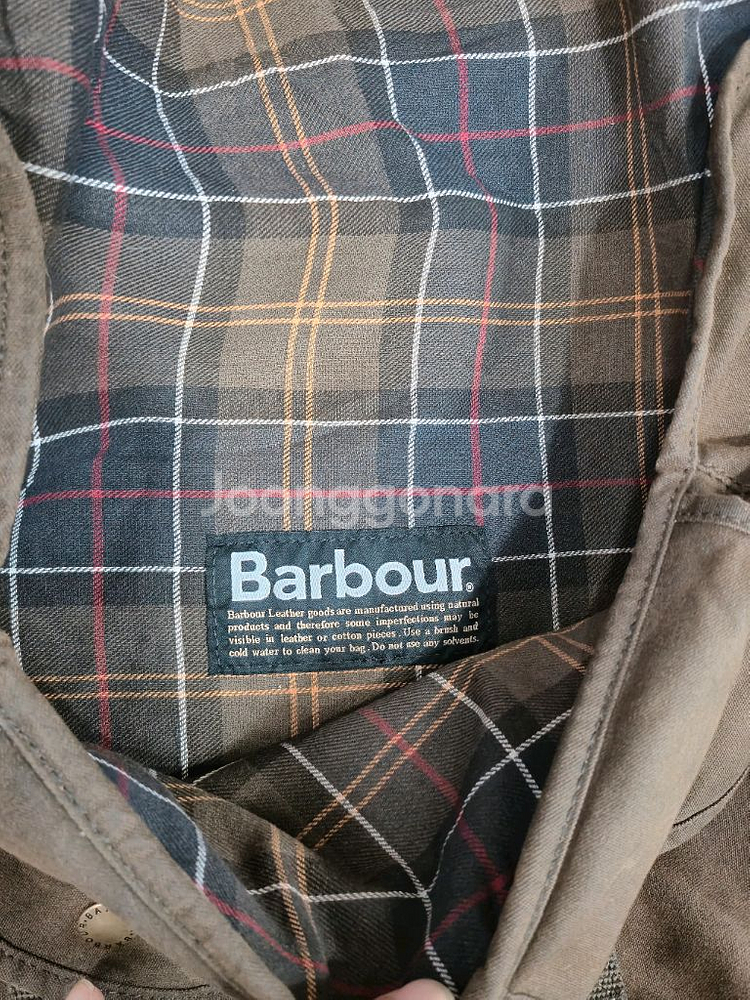 Joonggonara
Barbour®
Barbour Leather goods are manufactured using natural
products and therefore some imperfections may be
visible in leather or cotton pieces. Use a brush and
cold water to clean your bag. Do not use any solvents.
BARBOUR